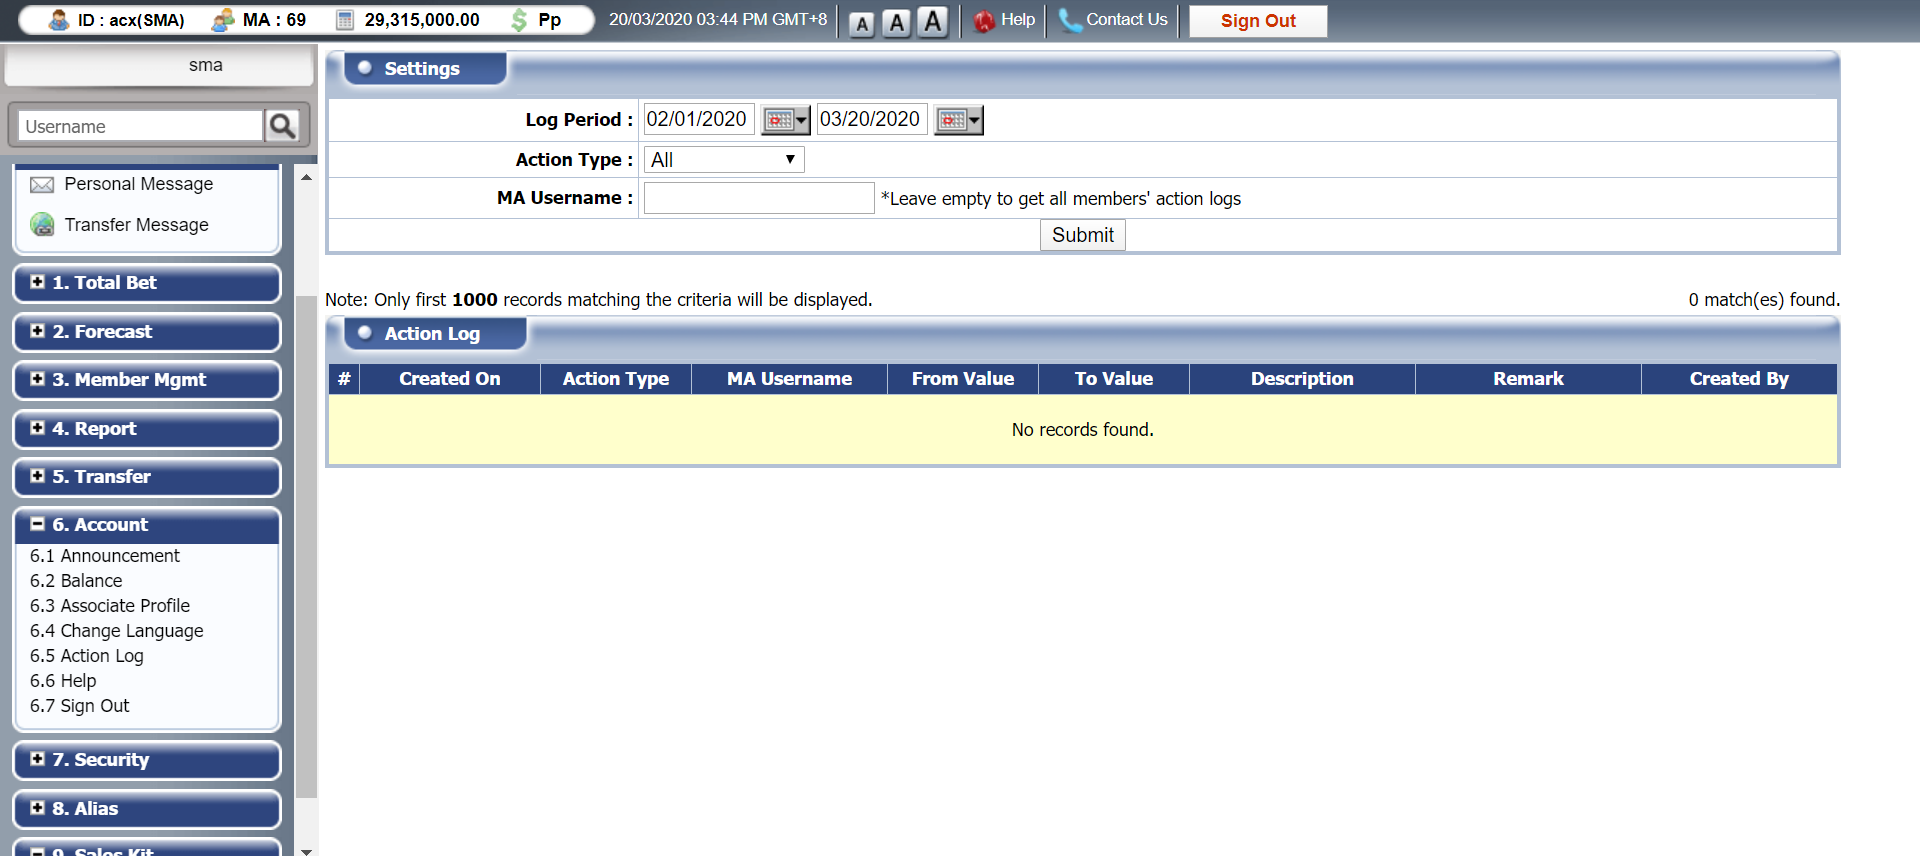 ID : acx(SMA) MA : 69 29,315,000.00 Pp 20/03/2020 03:44 PM GMT+8 A A A Help Contact Us Sign Out
sma
Username
Personal Message
Transfer Message
1. Total Bet
2. Forecast
3. Member Mgmt
4. Report
5. Transfer
6. Account
6.1 Announcement
6.2 Balance
6.3 Associate Profile
6.4 Change Language
6.5 Action Log
6.6 Help
6.7 Sign Out
7. Security
8. Alias
9. Sales Kit
Settings
Log Period : 02/01/2020 03/20/2020
Action Type : All
MA Username : *Leave empty to get all members' action logs
Submit
Note: Only first 1000 records matching the criteria will be displayed. 0 match(es) found.
Action Log
# Created On Action Type MA Username From Value To Value Description Remark Created By
No records found.